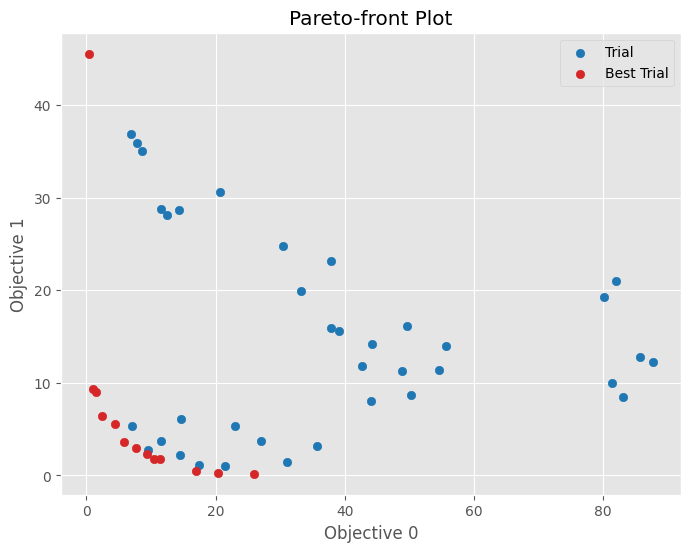 Pareto-front Plot
Trial
Best Trial
Objective 1
40
30
20
10
0
0 20 40 60 80
Objective 0